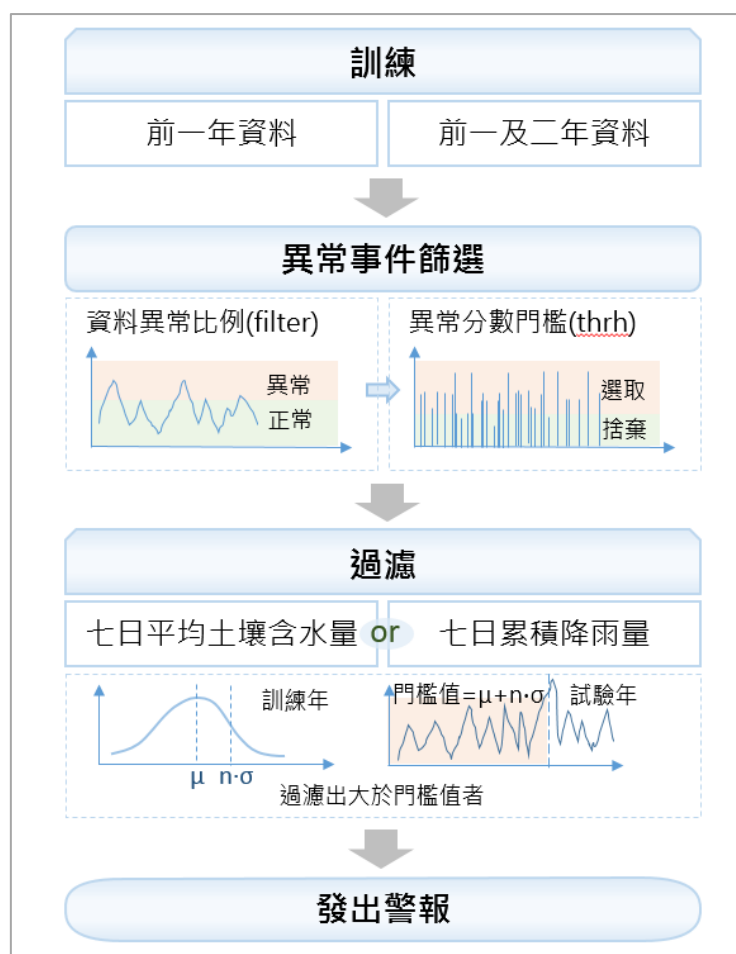 訓練
前一年資料
前一及二年資料
異常事件篩選
資料異常比例(filter)
異常
正常
異常分數門檻(thrh)
選取
捨棄
過濾
七日平均土壤含水量 or 七日累積降雨量
訓練年
μ n·σ
門檻值=μ+n·σ 試驗年
過濾出大於門檻值者
發出警報